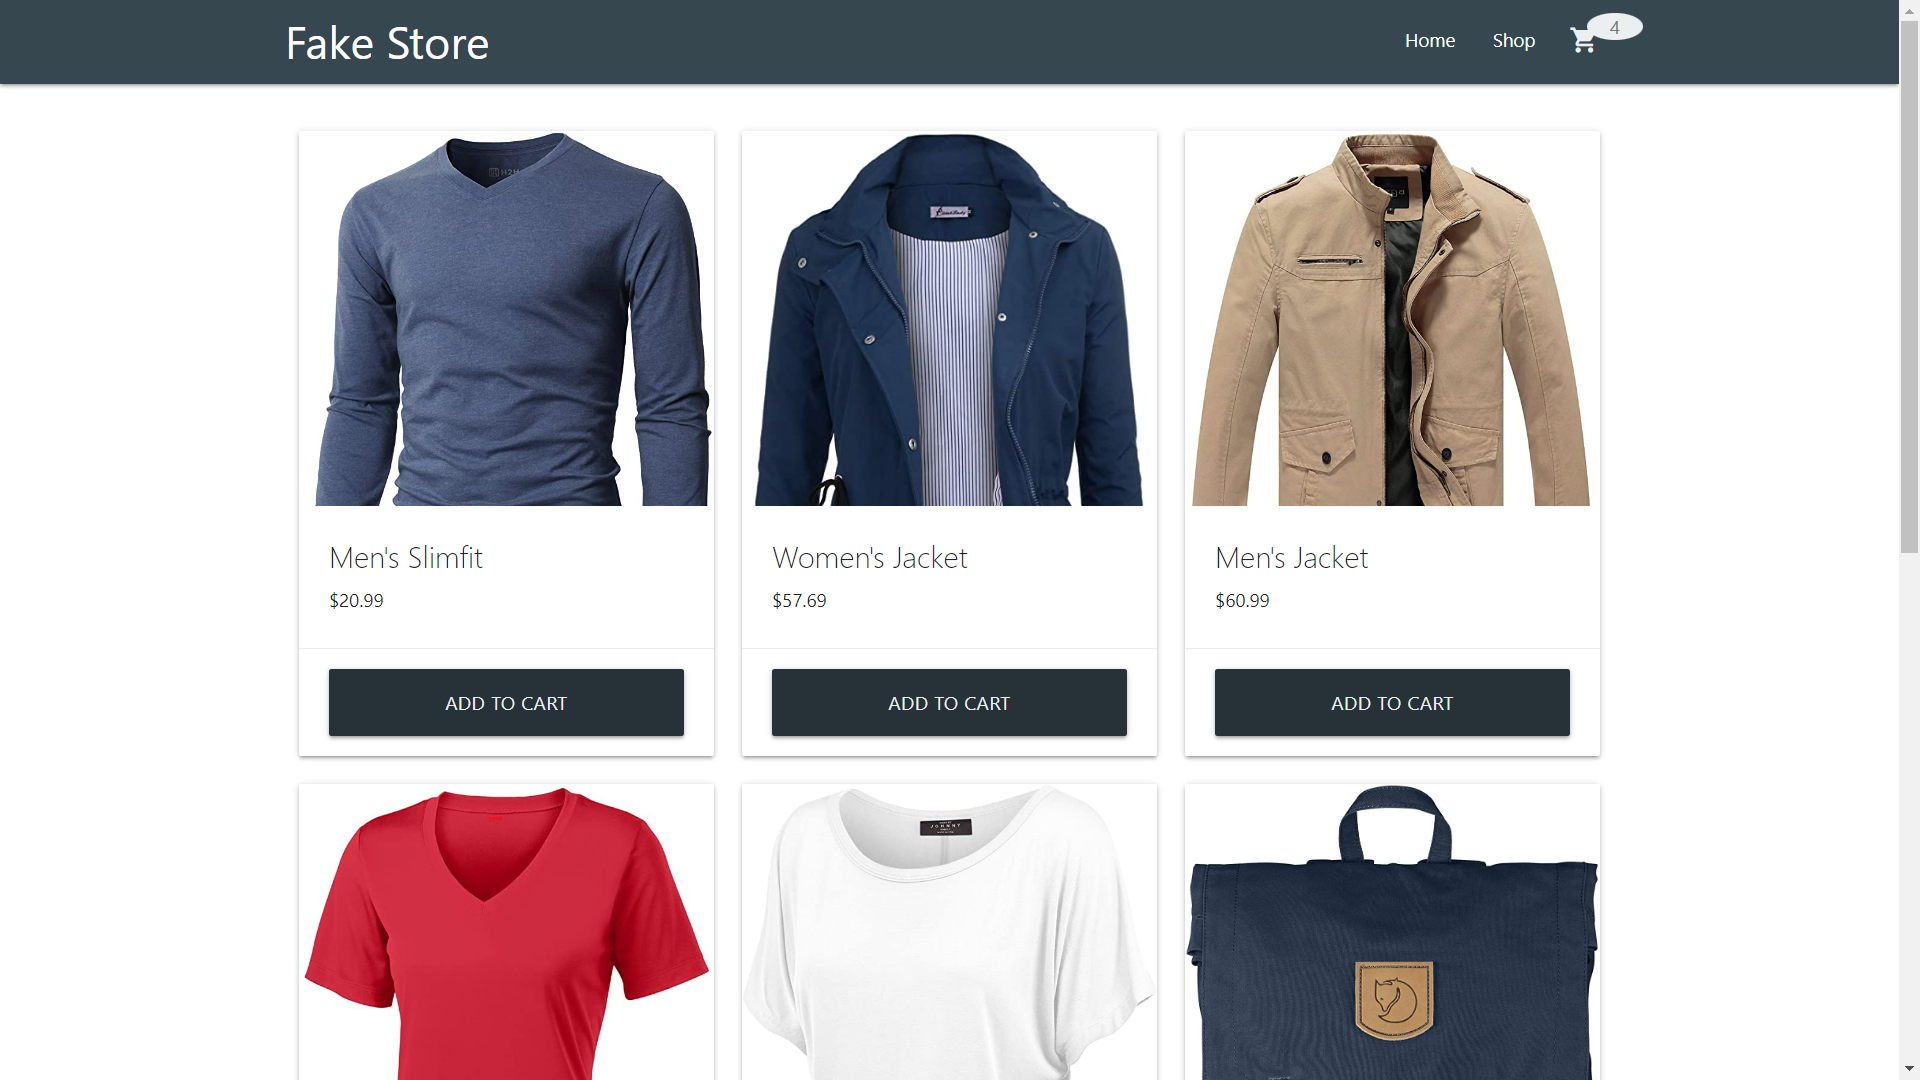 Fake Store
Home
Shop
4
Men's Slimfit
$20.99
ADD TO CART
Women's Jacket
$57.69
ADD TO CART
Men's Jacket
$60.99
ADD TO CART
JOHNNY